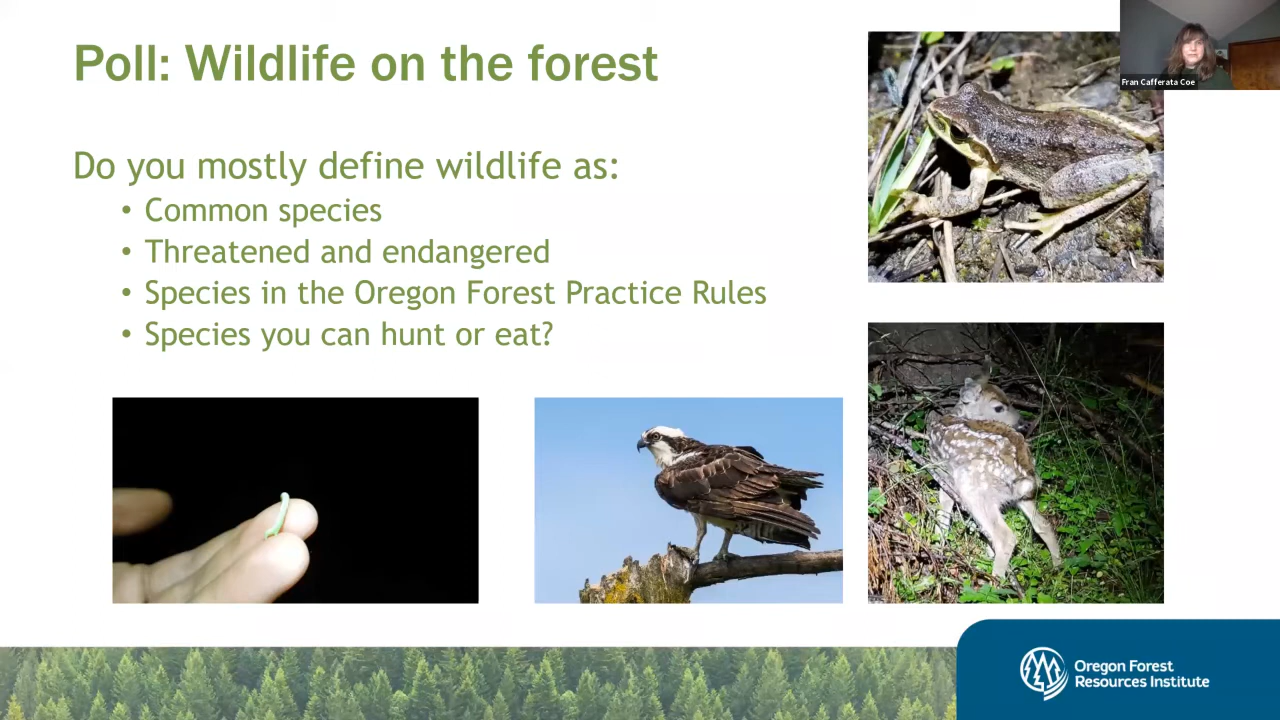 Poll: Wildlife on the forest
Fran Cafferata Coe
Do you mostly define wildlife as:
• Common species
• Threatened and endangered
• Species in the Oregon Forest Practice Rules
• Species you can hunt or eat?
Oregon Forest
Resources Institute